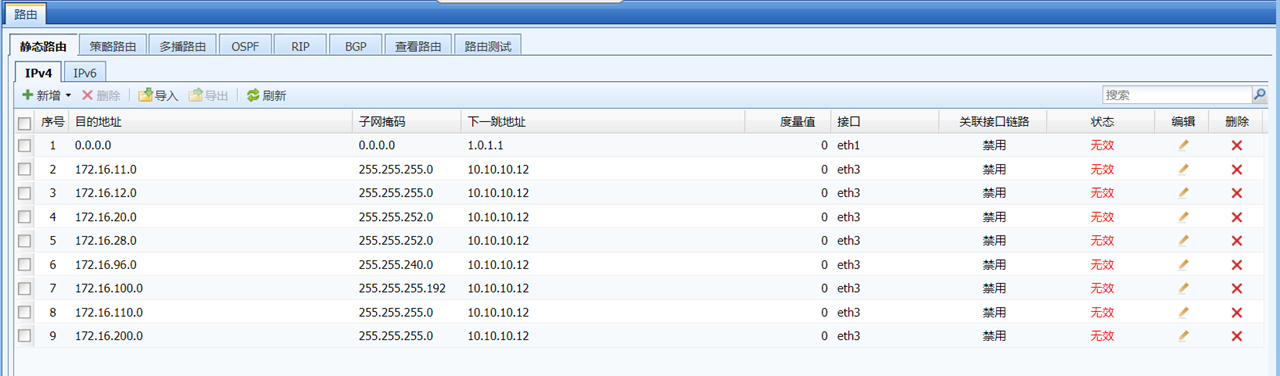 路由
静态路由 策略路由 多播路由 OSPF RIP BGP 查看路由 路由测试
IPv4 IPv6
新增 删除 导入 导出 刷新 搜索
序号 目的地址 子网掩码 下一跳地址 度量值 接口 关联接口链路 状态 编辑 删除
1 0.0.0.0 0.0.0.0 1.0.1.1 0 eth1 禁用 无效
2 172.16.11.0 255.255.255.0 10.10.10.12 0 eth3 禁用 无效
3 172.16.12.0 255.255.255.0 10.10.10.12 0 eth3 禁用 无效
4 172.16.20.0 255.255.252.0 10.10.10.12 0 eth3 禁用 无效
5 172.16.28.0 255.255.252.0 10.10.10.12 0 eth3 禁用 无效
6 172.16.96.0 255.255.240.0 10.10.10.12 0 eth3 禁用 无效
7 172.16.100.0 255.255.255.192 10.10.10.12 0 eth3 禁用 无效
8 172.16.110.0 255.255.255.0 10.10.10.12 0 eth3 禁用 无效
9 172.16.200.0 255.255.255.0 10.10.10.12 0 eth3 禁用 无效